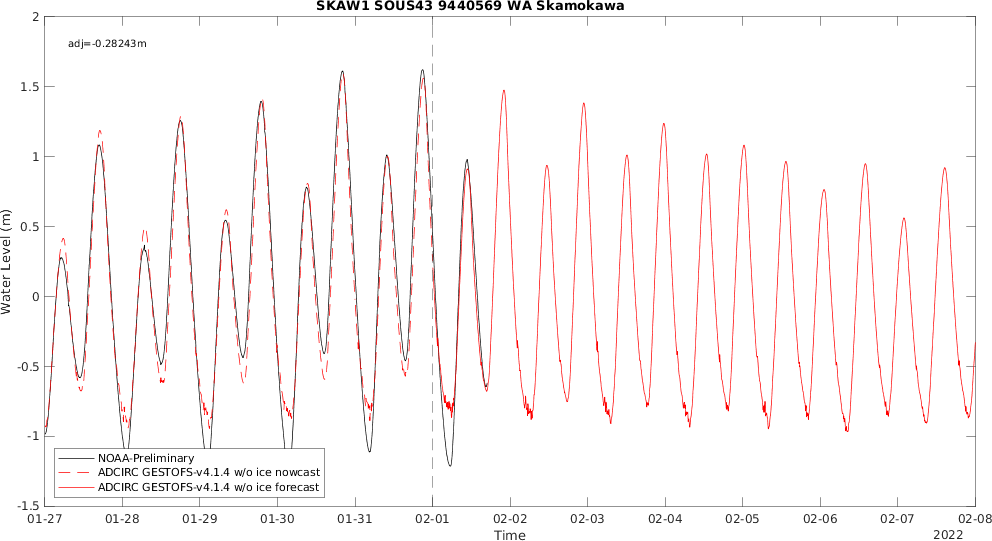 SKAW1 SOUS43 9440569 WA Skamokawa
adj=-0.28243m
2
1.5
1
0.5
0
-0.5
-1
-1.5
Water Level (m)
NOAA-Preliminary
ADCIRC GESTOFS-v4.1.4 w/o ice nowcast
ADCIRC GESTOFS-v4.1.4 w/o ice forecast
01-27 01-28 01-29 01-30 01-31 02-01 02-02 02-03 02-04 02-05 02-06 02-07 02-08
Time
2022